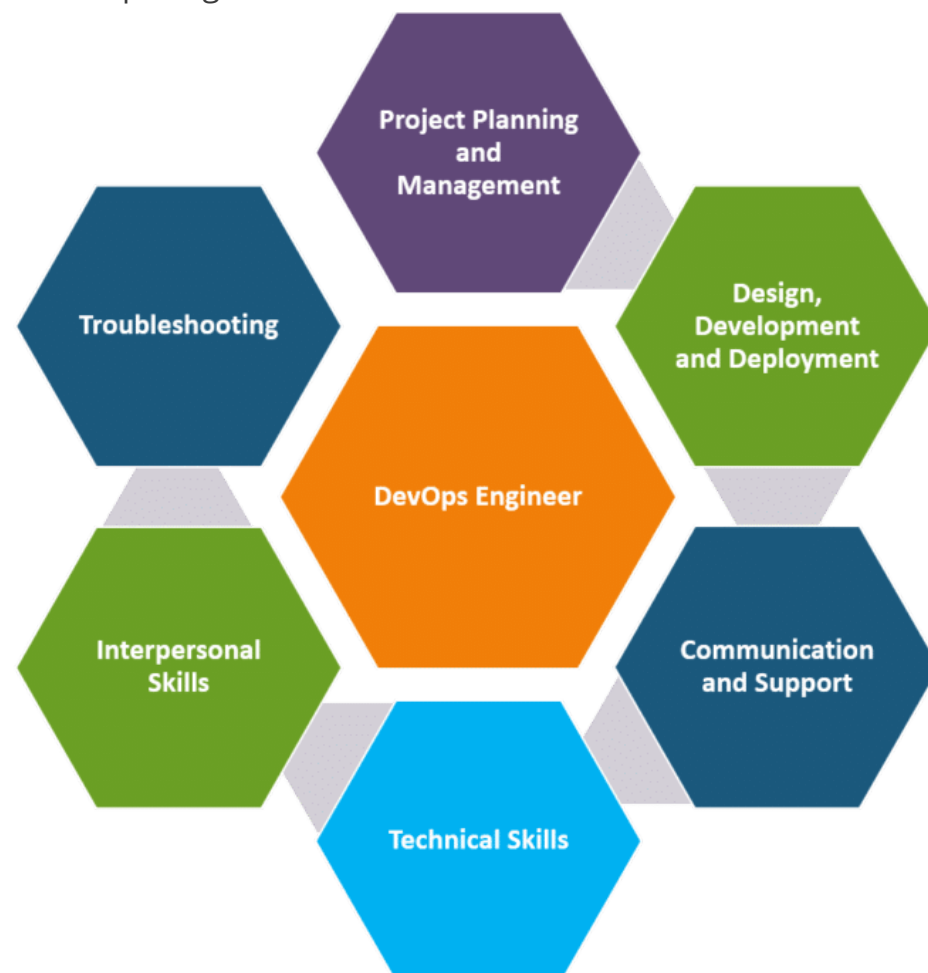 Project Planning
and
Management
Design,
Development
and Deployment
Troubleshooting
DevOps Engineer
Interpersonal
Skills
Communication
and Support
Technical Skills